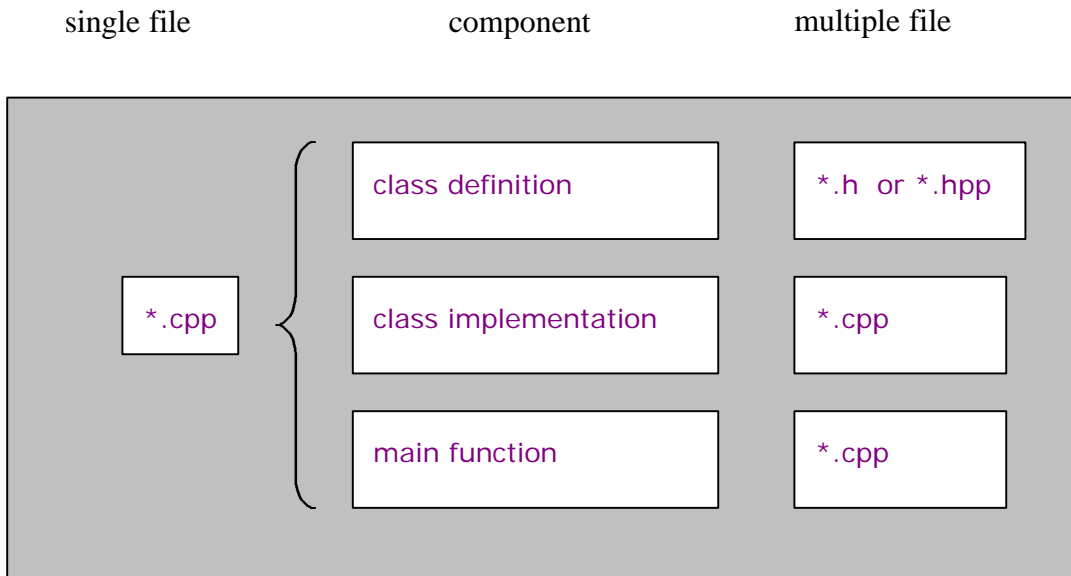 single file
component
multiple file
class definition
*.h or *.hpp
*.cpp
class implementation
*.cpp
main function
*.cpp